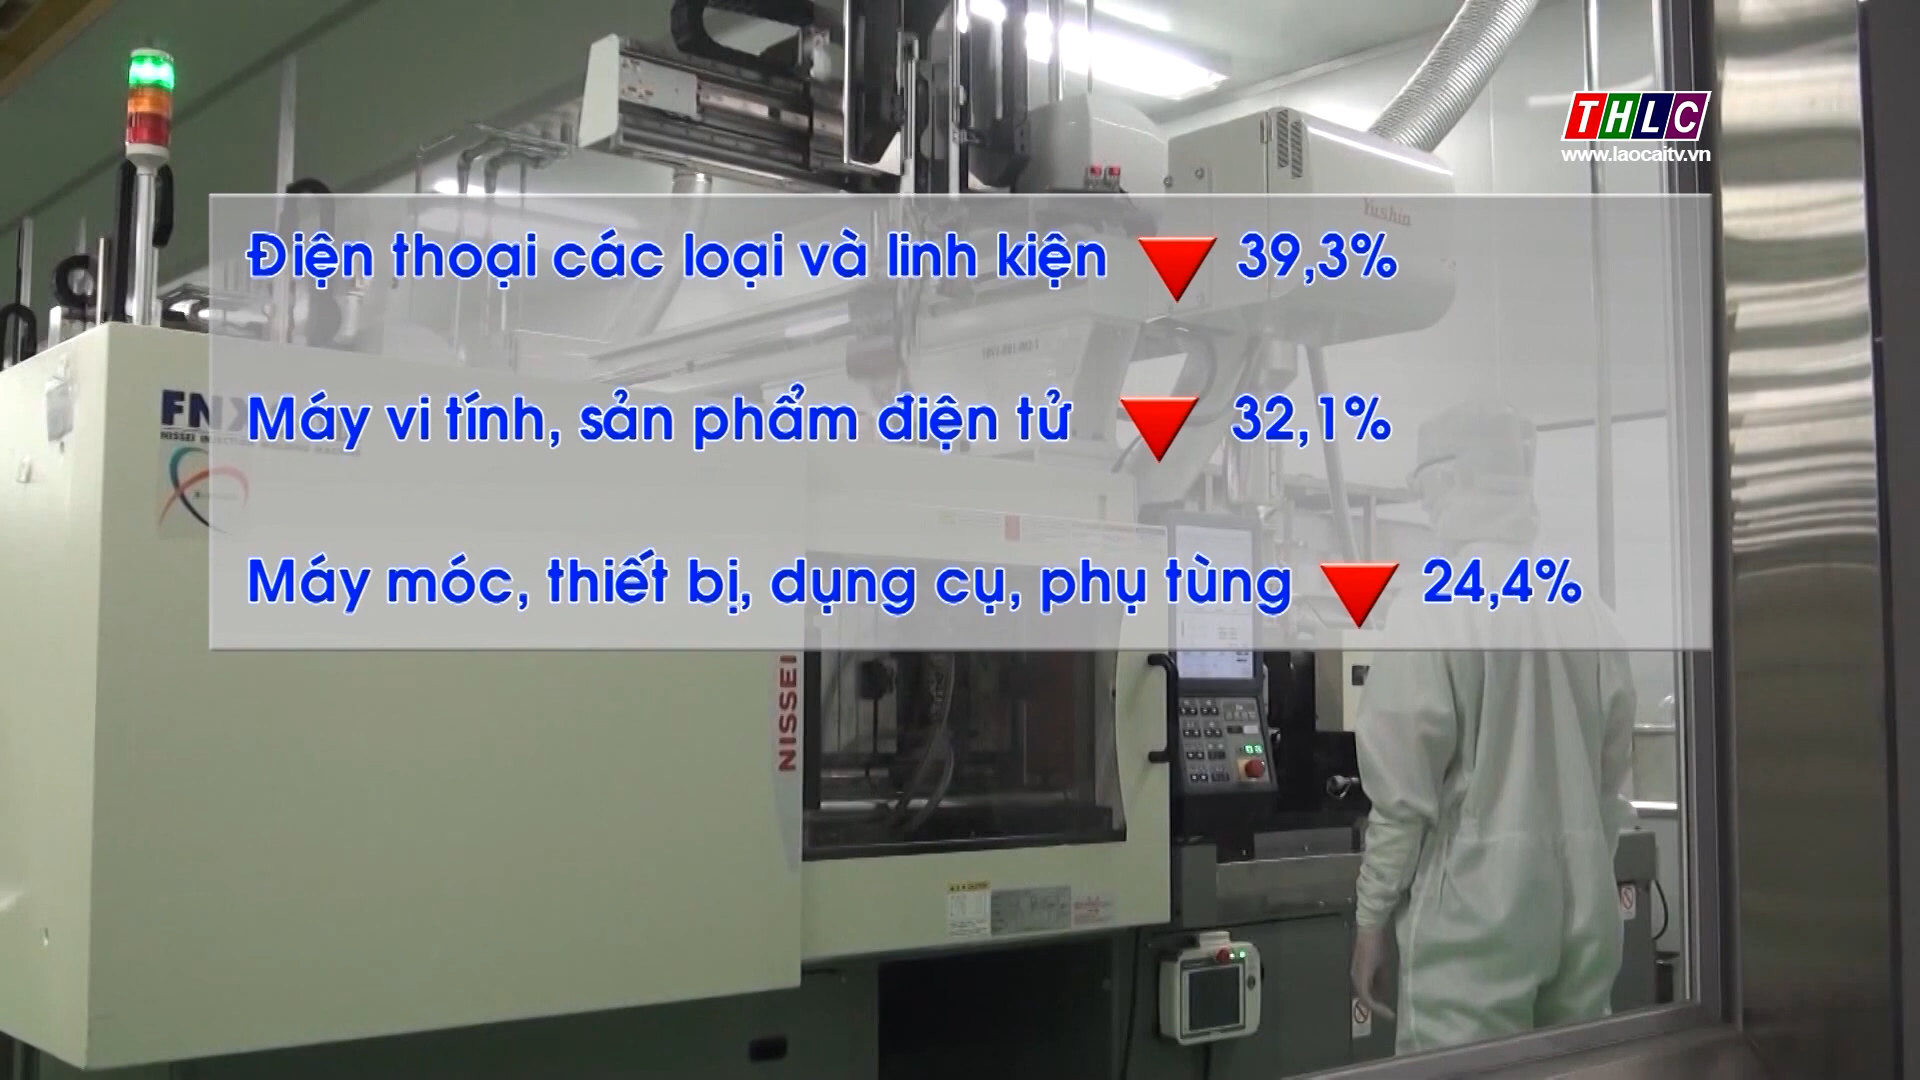 THLC
www.laocaitv.vn
Yushin
Điện thoại các loại và linh kiện 39,3%
FNX
Máy vi tính, sản phẩm điện tử 32,1%
Máy móc, thiết bị, dụng cụ, phụ tùng 24,4%
NISSEI